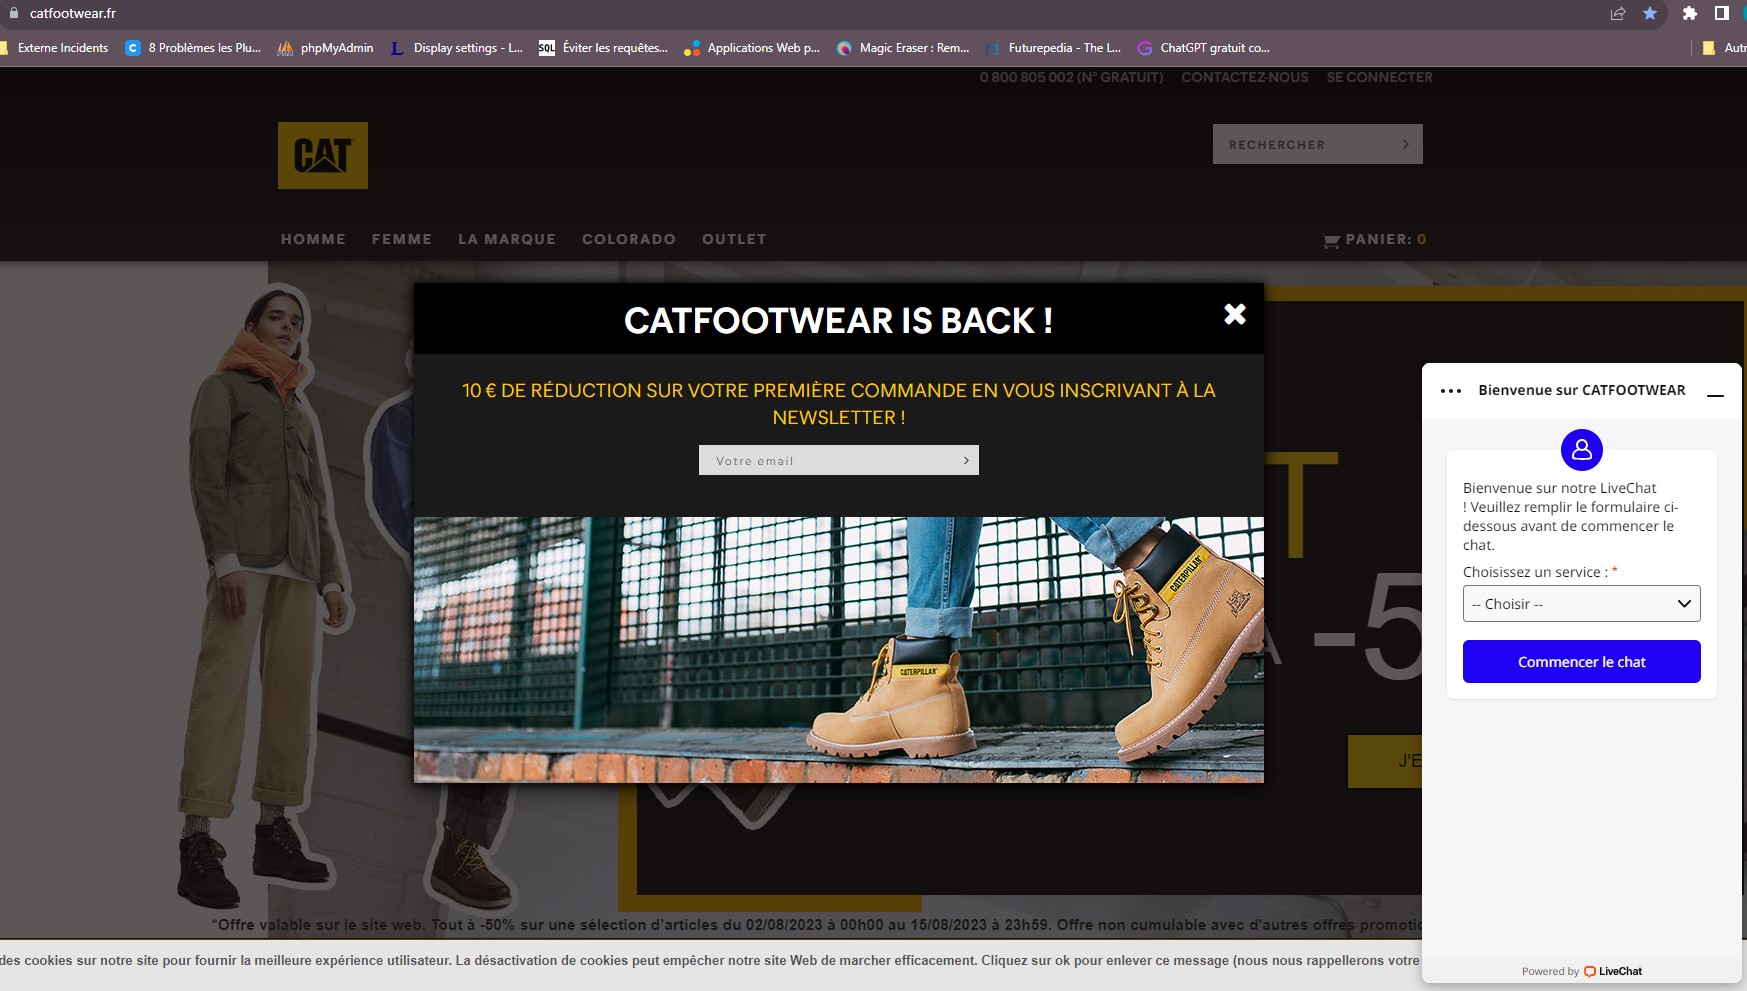 catfootwear.fr
Externe Incidents
8 Problèmes les Plu...
phpMyAdmin
Display settings - L...
SQL
Éviter les requêtes...
Applications Web p...
Magic Eraser : Rem...
Futurepedia - The L...
ChatGPT gratuit co...
Autr
0 800 805 002 (N° GRATUIT)
CONTACTEZ-NOUS
SE CONNECTER
CAT
RECHERCHER
HOMME
FEMME
LA MARQUE
COLORADO
OUTLET
PANIER: 0
CATFOOTWEAR IS BACK !
10 € DE RÉDUCTION SUR VOTRE PREMIÈRE COMMANDE EN VOUS INSCRIVANT À LA
NEWSLETTER !
Votre email
CATERPILLAR
CATERPILLAR
T
A -5
J'E
*Offre valable sur le site web. Tout à -50% sur une sélection d'articles du 02/08/2023 à 00h00 au 15/08/2023 à 23h59. Offre non cumulable avec d'autres offres promotio
des cookies sur notre site pour fournir la meilleure expérience utilisateur. La désactivation de cookies peut empêcher notre site Web de marcher efficacement. Cliquez sur ok pour enlever ce message (nous nous rappellerons votre
Bienvenue sur CATFOOTWEAR
Bienvenue sur notre LiveChat
! Veuillez remplir le formulaire ci-
dessous avant de commencer le
chat.
Choisissez un service : *
-- Choisir --
Commencer le chat
Powered by LiveChat